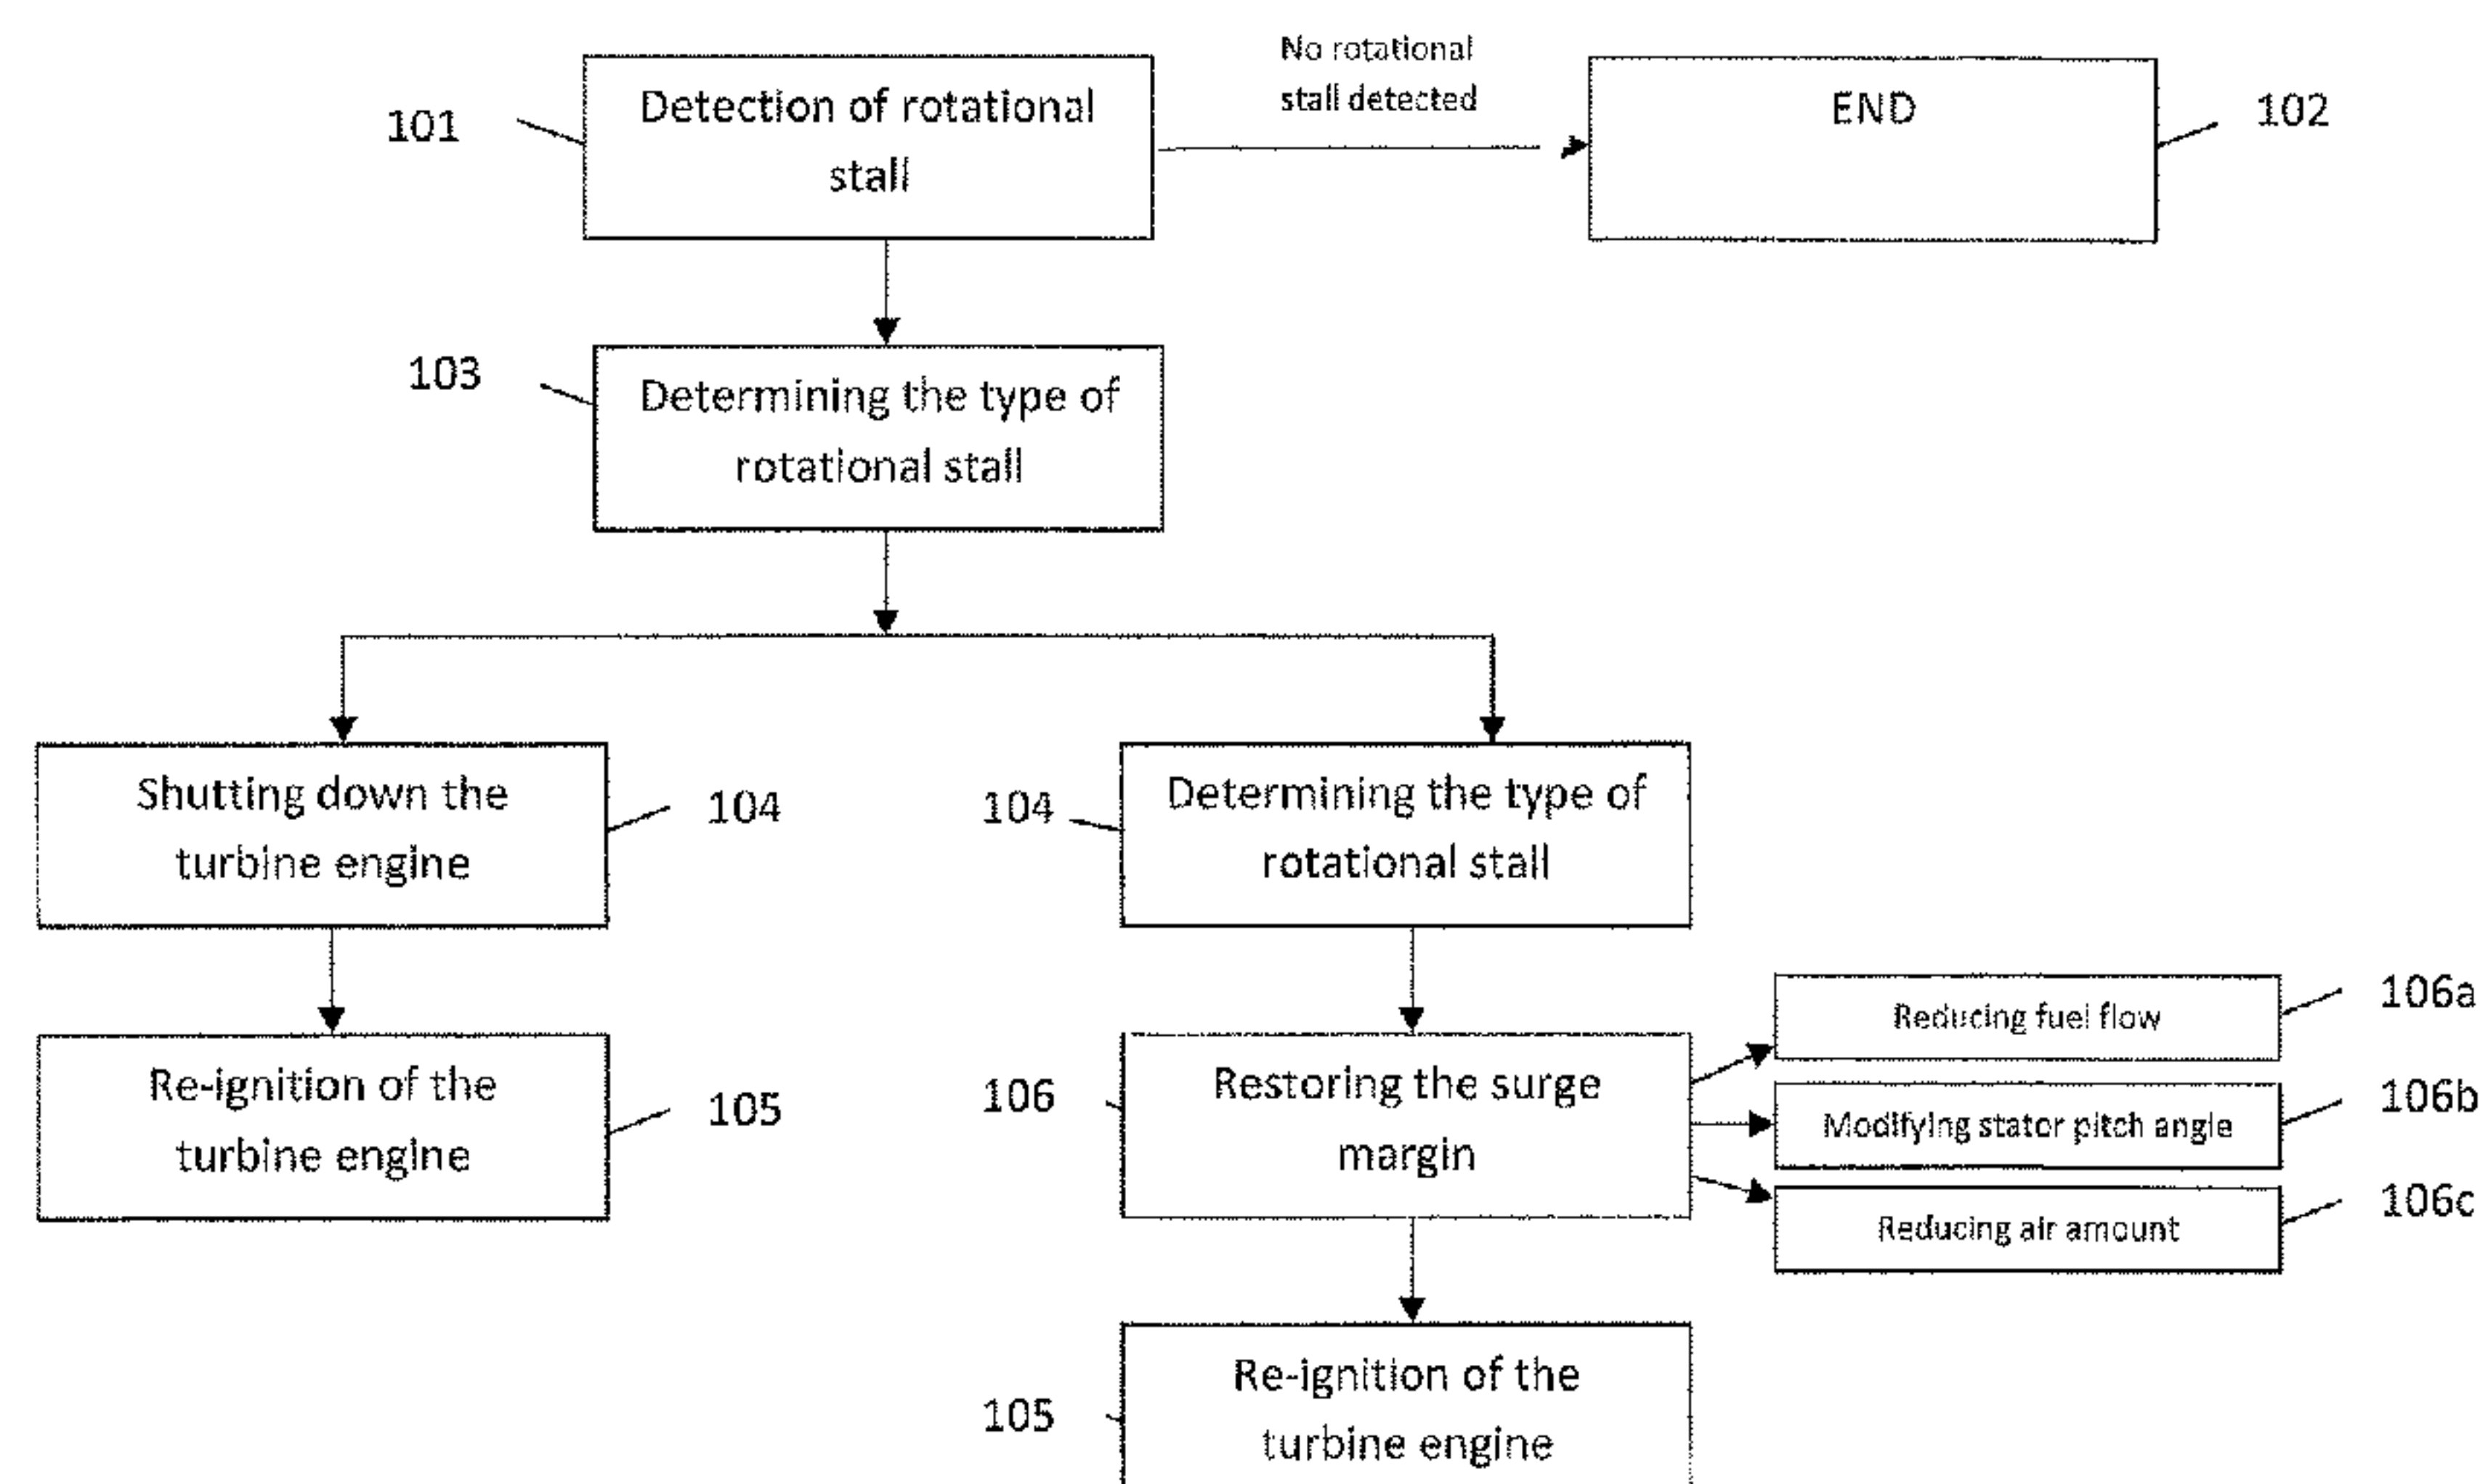 No rotational
stall detected
101
Detection of rotational
stall
END
102
103
Determining the type of
rotational stall
Shutting down the
turbine engine
104
104
Determining the type of
rotational stall
Re-ignition of the
turbine engine
105
106
Restoring the surge
margin
Reducing fuel flow
106a
Modifying stator pitch angle
106b
Reducing air amount
106c
105
Re-ignition of the
turbine engine